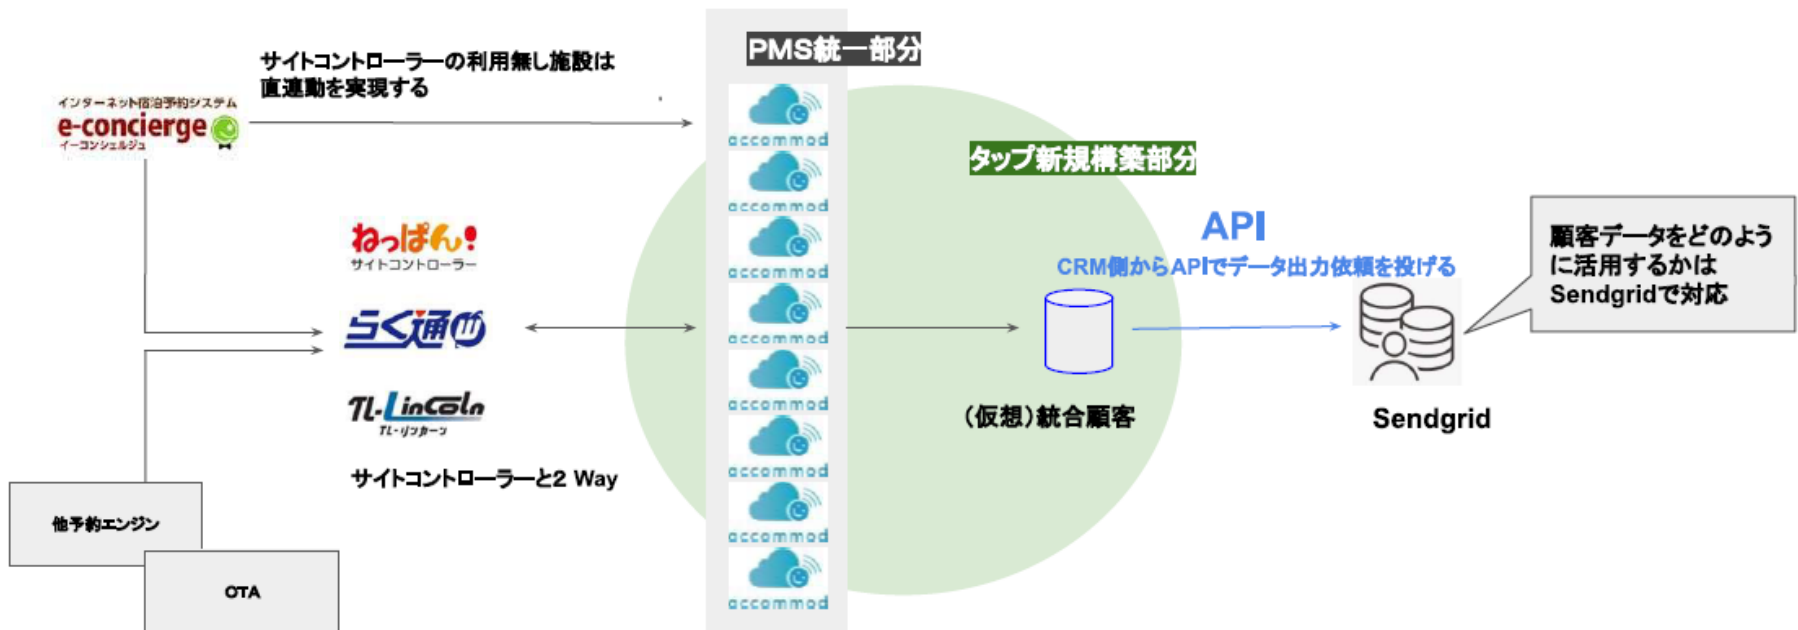 サイトコントローラーの利用無し施設は
直連動を実現する
インターネット宿泊予約システム
e-concierge
イーコンシェルジュ
ねっぱん!
サイトコントローラー
らく通
TL-Lincoln
TL-リンカーン
サイトコントローラーと2 Way
他予約エンジン
OTA
PMS統一部分
accommod
accommod
accommod
accommod
accommod
accommod
accommod
accommod
タップ新規構築部分
API
CRM側からAPIでデータ出力依頼を投げる
(仮想)統合顧客
Sendgrid
顧客データをどのよう
に活用するかは
Sendgridで対応